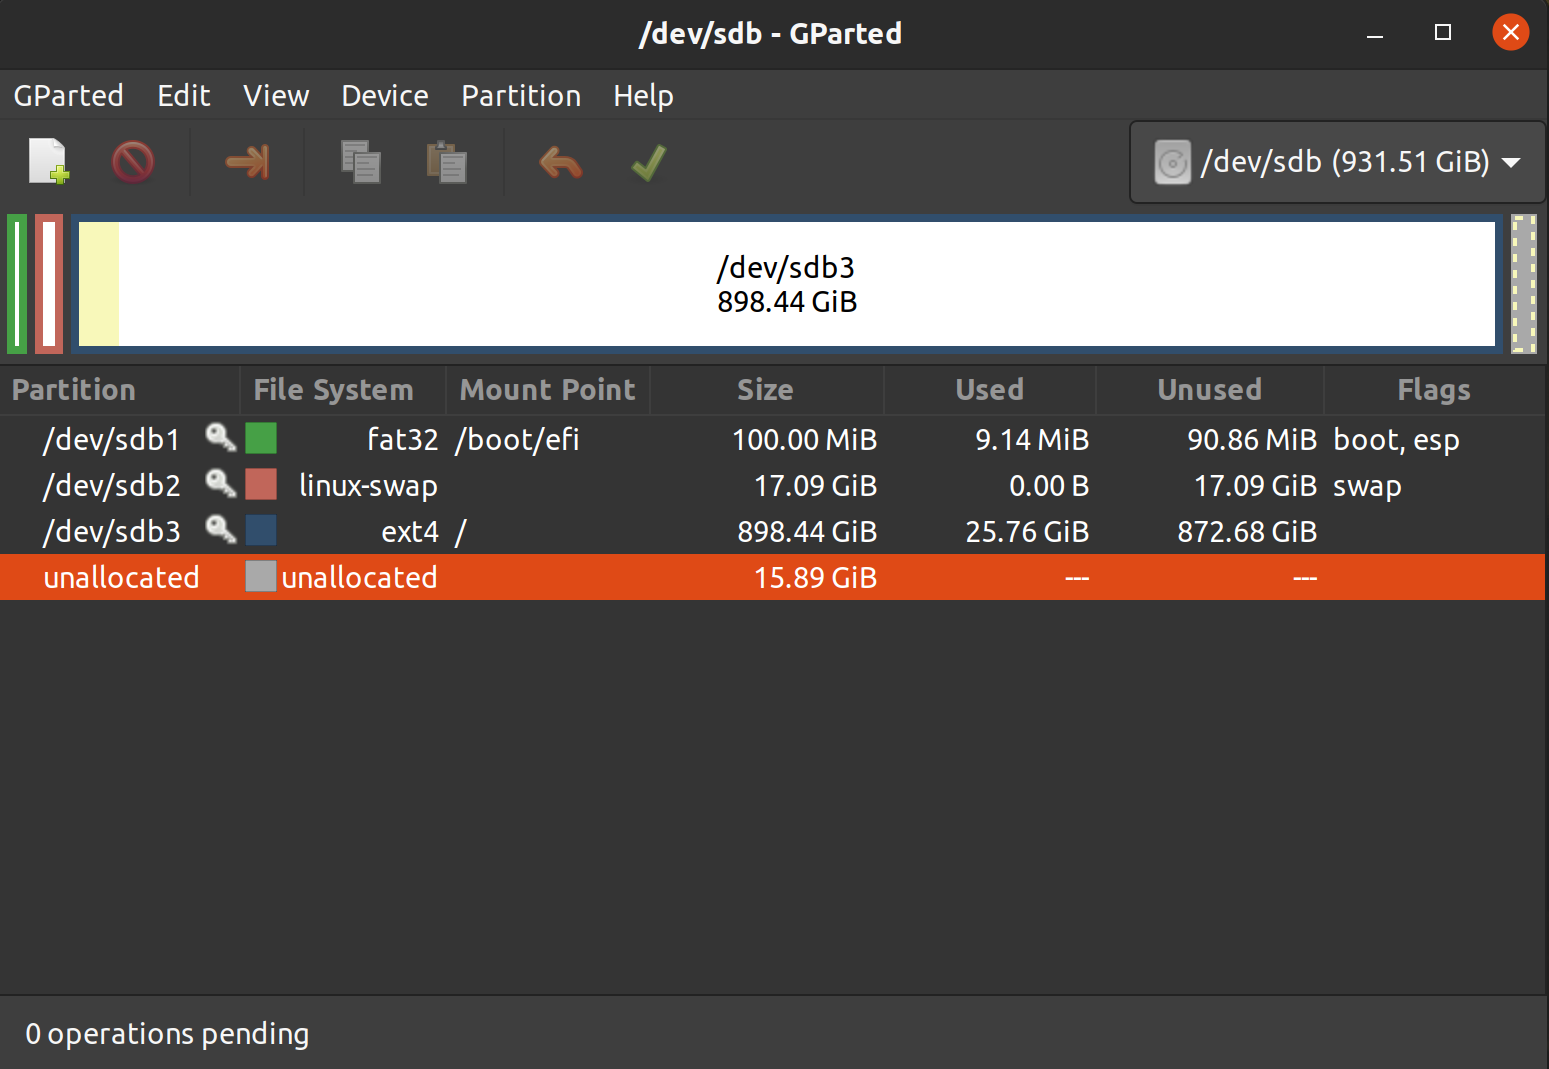 /dev/sdb - GParted
GParted Edit View Device Partition Help
/dev/sdb (931.51 GiB)
/dev/sdb3
898.44 GiB
Partition File System Mount Point Size Used Unused Flags
/dev/sdb1 fat32 /boot/efi 100.00 MiB 9.14 MiB 90.86 MiB boot, esp
/dev/sdb2 linux-swap 17.09 GiB 0.00 B 17.09 GiB swap
/dev/sdb3 ext4 / 898.44 GiB 25.76 GiB 872.68 GiB
unallocated unallocated 15.89 GiB --- ---
0 operations pending